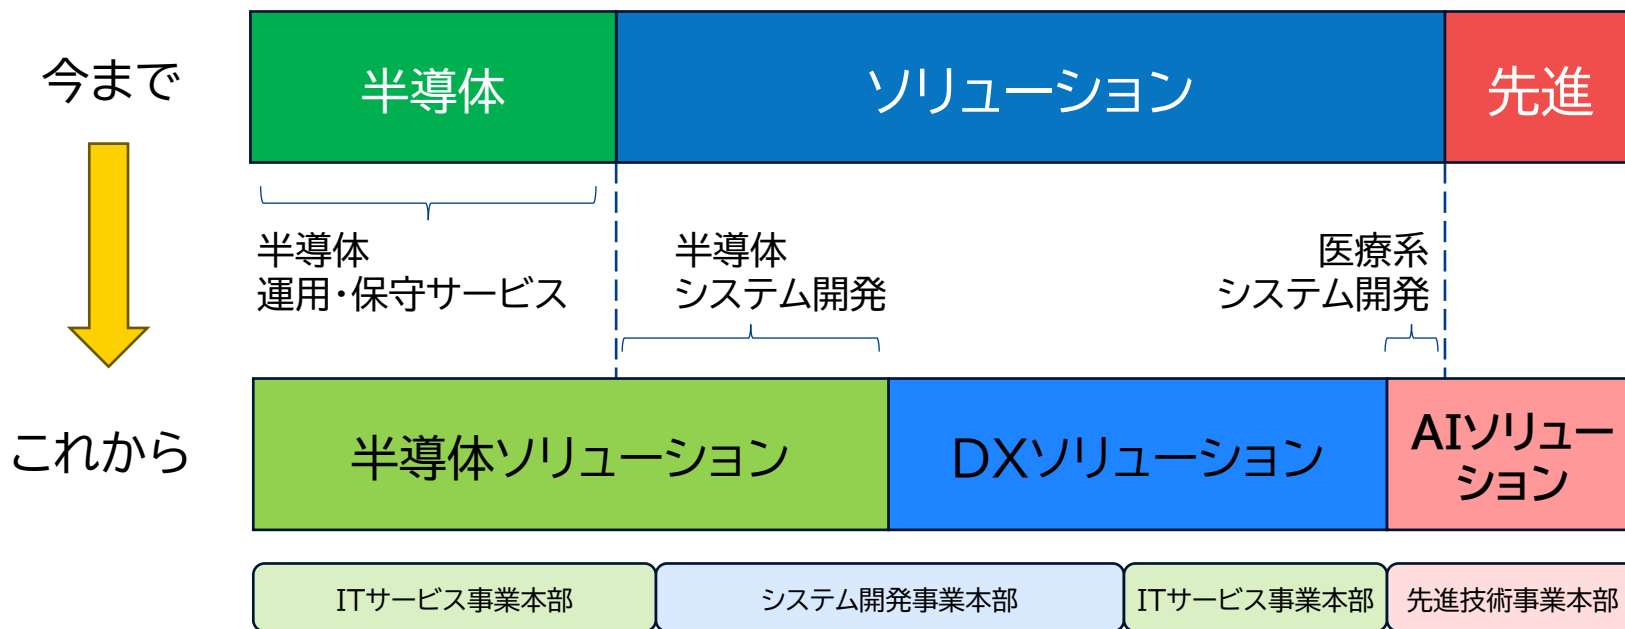 今まで
半導体
ソリューション
先進
半導体
運用・保守サービス
半導体
システム開発
医療系
システム開発
これから
半導体ソリューション
DXソリューション
AIソリュー
ション
ITサービス事業本部
システム開発事業本部
ITサービス事業本部
先進技術事業本部